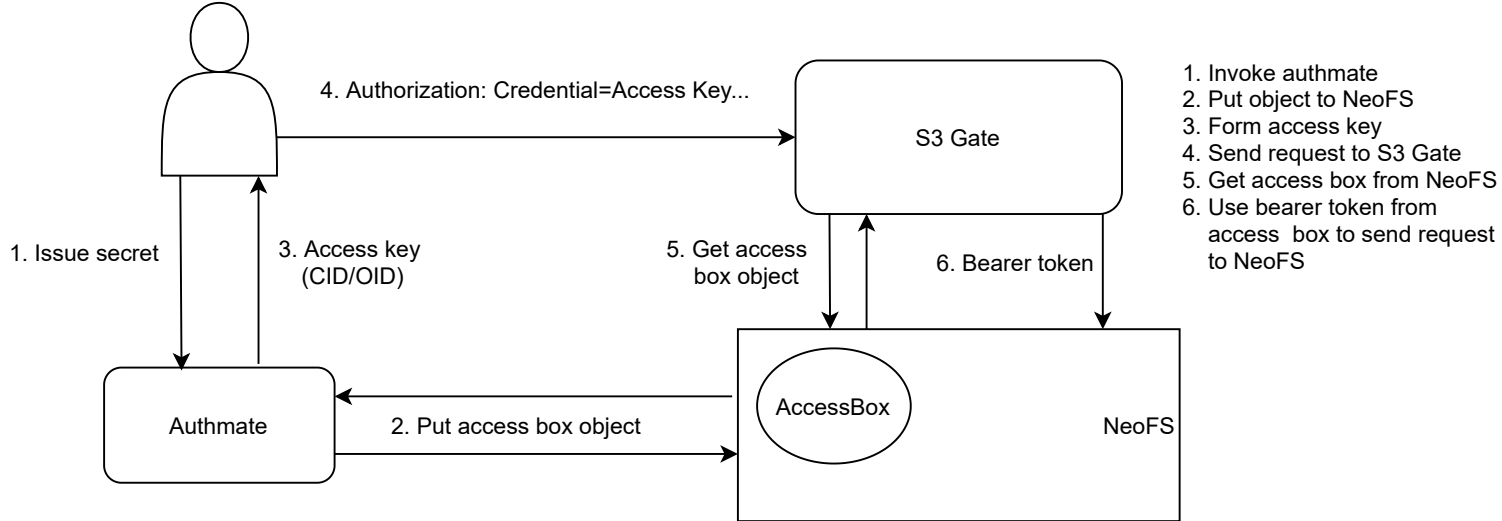 4. Authorization: Credential=Access Key...
S3 Gate
1. Invoke authmate
2. Put object to NeoFS
3. Form access key
4. Send request to S3 Gate
5. Get access box from NeoFS
6. Use bearer token from
access  box to send request
to NeoFS
1. Issue secret
3. Access key
(CID/OID)
5. Get access
box object
6. Bearer token
Authmate
2. Put access box object
AccessBox
NeoFS